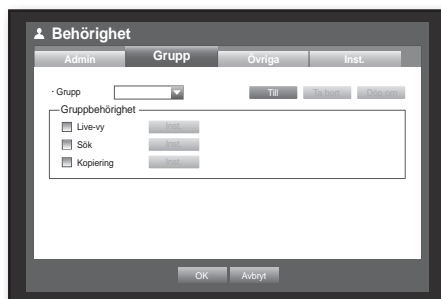 Behörighet
Admin Grupp Övriga Inst.
· Grupp Till Ta bort Döp om
Gruppbehörighet
Live-vy Inst.
Sök Inst.
Kopiering Inst.
OK Avbryt